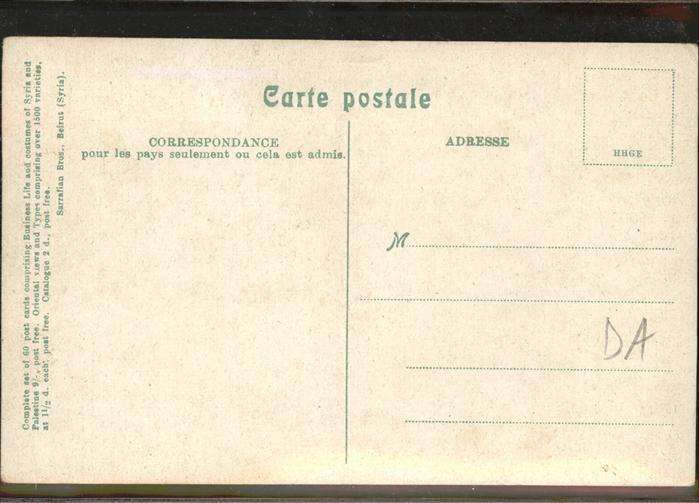 Complete set of 60 post cards comprising Business Life and costumes of Syria and
Palestine 9/-, post free. Oriental views and Types comprising over 1500 varieties,
at 1 1/2 d. each post free. Catalogue 2 d., post free.
Sarrafian Bros., Beirut (Syria).
Carte postale
CORRESPONDANCE
pour les pays seulement ou cela est admis.
ADRESSE
HHGE
M
DA